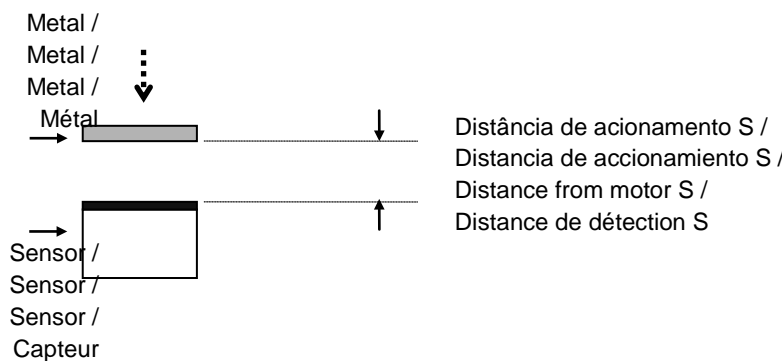 Metal /
Metal /
Metal /
Métal
Distância de acionamento S /
Distancia de accionamiento S /
Distance from motor S /
Distance de détection S
Sensor /
Sensor /
Sensor /
Capteur